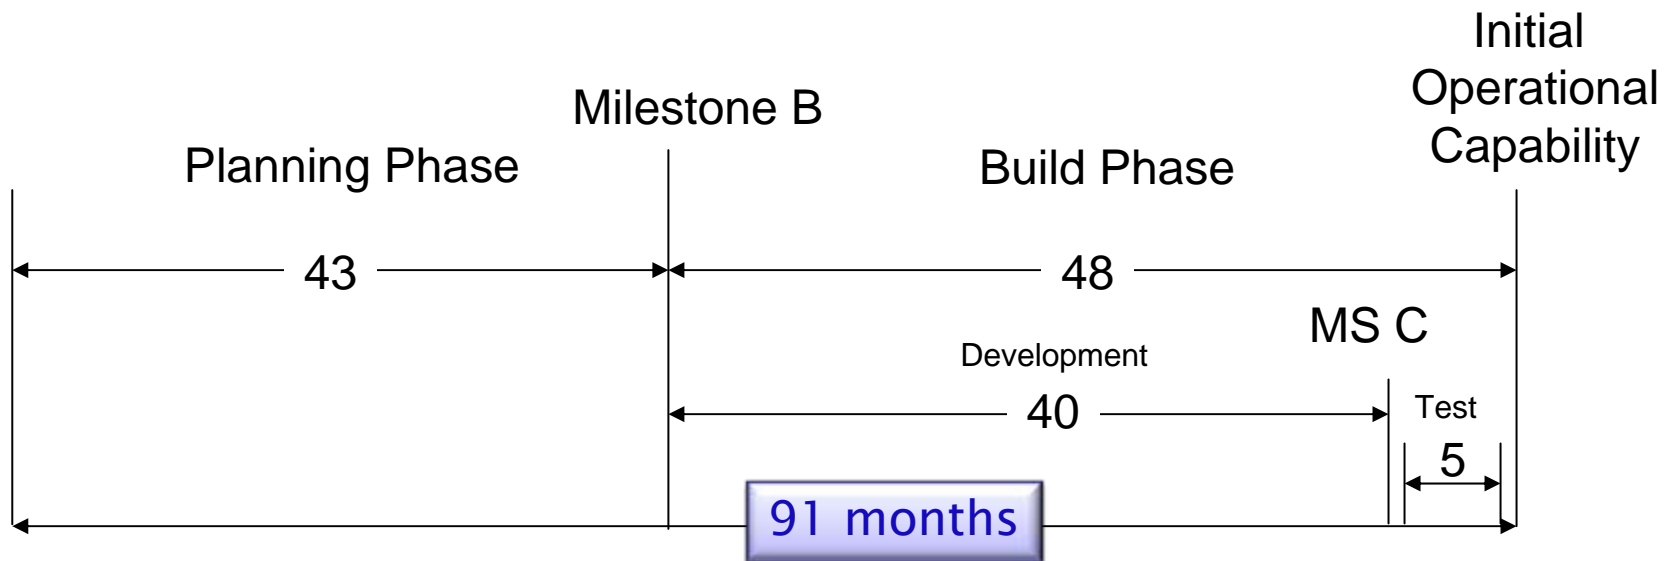 Initial
Operational
Capability
Milestone B
Planning Phase
Build Phase
43
48
MS C
Development
40
Test
5
91 months